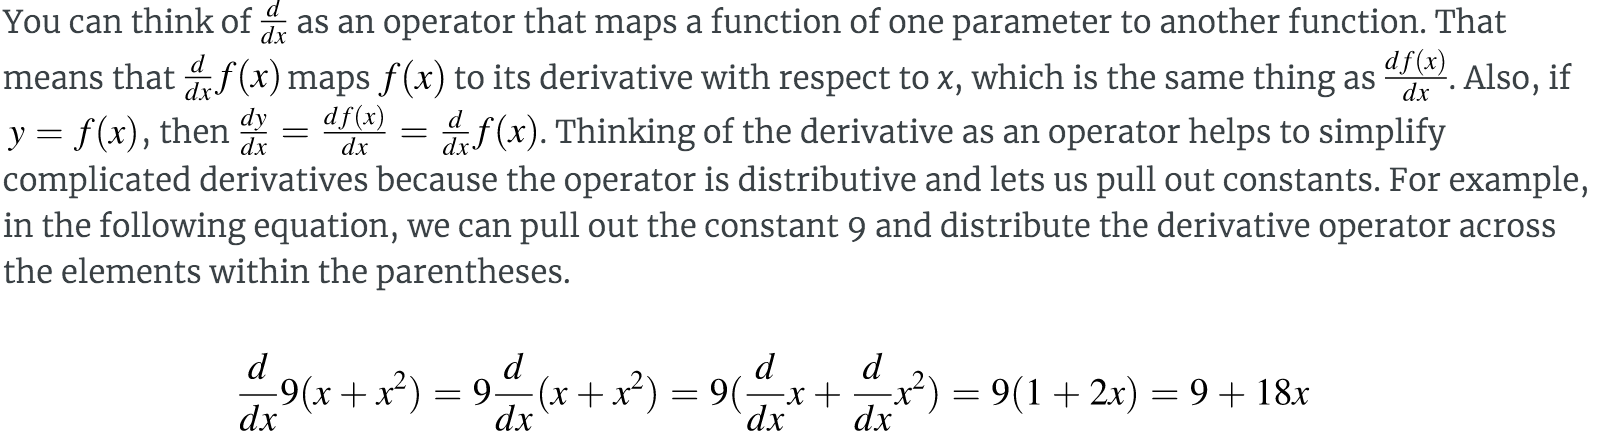 You can think of $\frac{d}{dx}$ as an operator that maps a function of one parameter to another function. That
means that $\frac{d}{dx}f(x)$ maps $f(x)$ to its derivative with respect to $x$, which is the same thing as $\frac{df(x)}{dx}$. Also, if
$y = f(x)$, then $\frac{dy}{dx} = \frac{df(x)}{dx} = \frac{d}{dx}f(x)$. Thinking of the derivative as an operator helps to simplify
complicated derivatives because the operator is distributive and lets us pull out constants. For example,
in the following equation, we can pull out the constant 9 and distribute the derivative operator across
the elements within the parentheses.
$\frac{d}{dx}9(x + x^2) = 9\frac{d}{dx}(x + x^2) = 9(\frac{d}{dx}x + \frac{d}{dx}x^2) = 9(1 + 2x) = 9 + 18x$